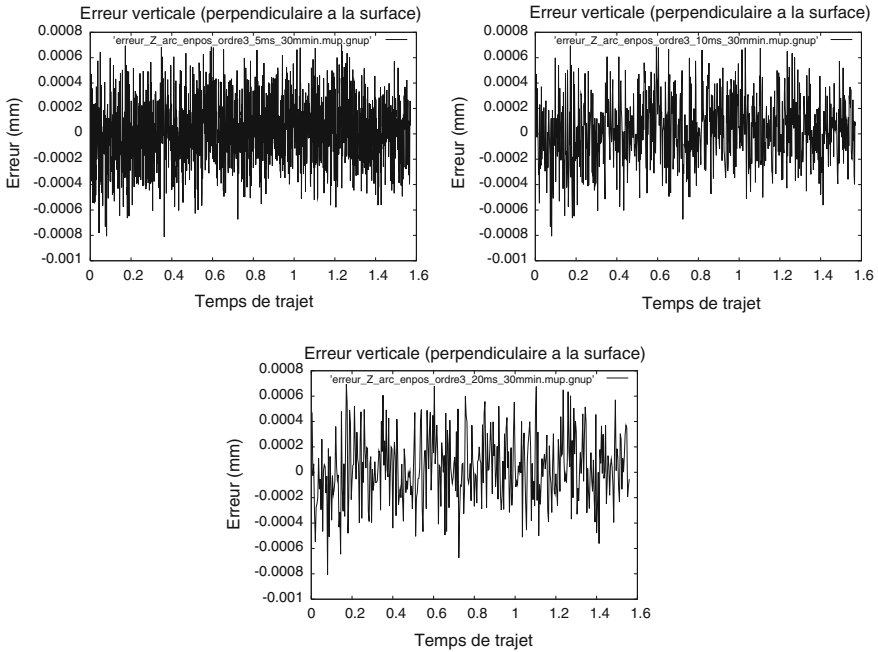 Erreur verticale (perpendiculaire a la surface)
'erreur_Z_arc_enpos_ordre3_5ms_30mmin.mup.gnup'
0.0008
0.0006
0.0004
0.0002
0
-0.0002
-0.0004
-0.0006
-0.0008
-0.001
Erreur (mm)
0 0.2 0.4 0.6 0.8 1 1.2 1.4 1.6
Temps de trajet
Erreur verticale (perpendiculaire a la surface)
'erreur_Z_arc_enpos_ordre3_10ms_30mmin.mup.gnup'
0.0008
0.0006
0.0004
0.0002
0
-0.0002
-0.0004
-0.0006
-0.0008
-0.001
Erreur (mm)
0 0.2 0.4 0.6 0.8 1 1.2 1.4 1.6
Temps de trajet
Erreur verticale (perpendiculaire a la surface)
'erreur_Z_arc_enpos_ordre3_20ms_30mmin.mup.gnup'
0.0008
0.0006
0.0004
0.0002
0
-0.0002
-0.0004
-0.0006
-0.0008
-0.001
Erreur (mm)
0 0.2 0.4 0.6 0.8 1 1.2 1.4 1.6
Temps de trajet